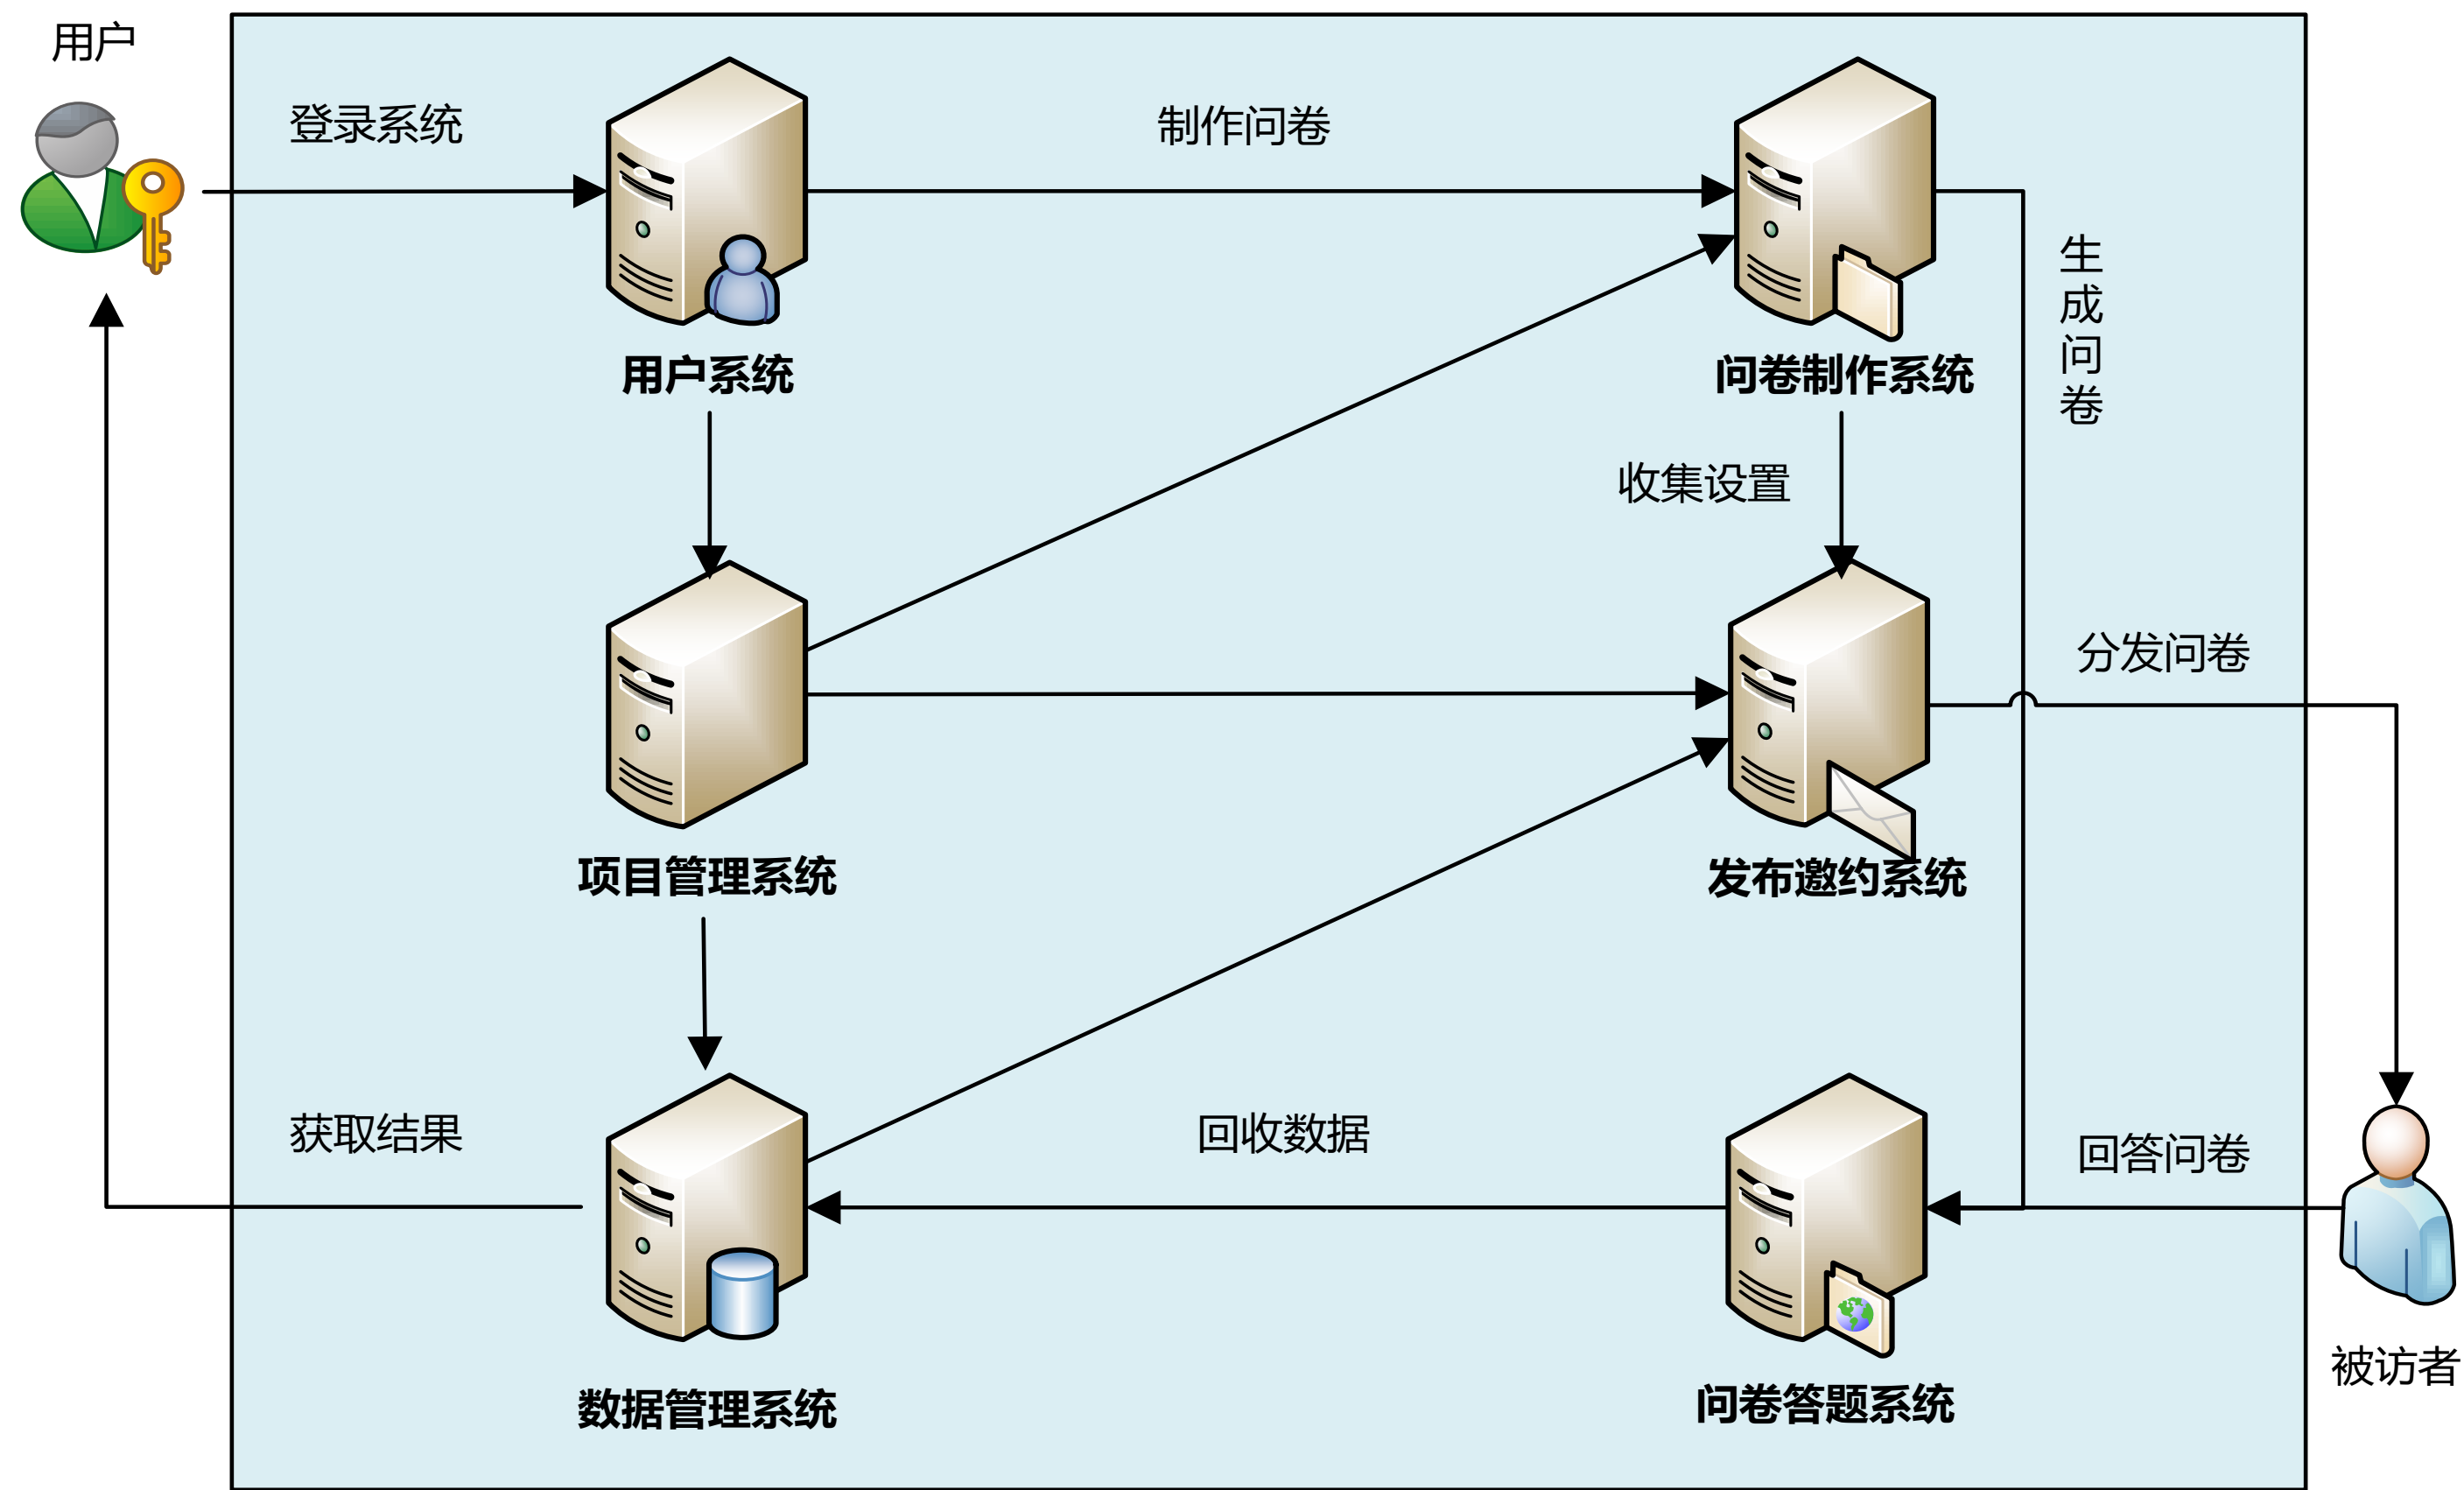 用户
登录系统
制作问卷
用户系统
问卷制作系统
生成问卷
收集设置
分发问卷
项目管理系统
发布邀约系统
获取结果
回收数据
回答问卷
被访者
数据管理系统
问卷答题系统